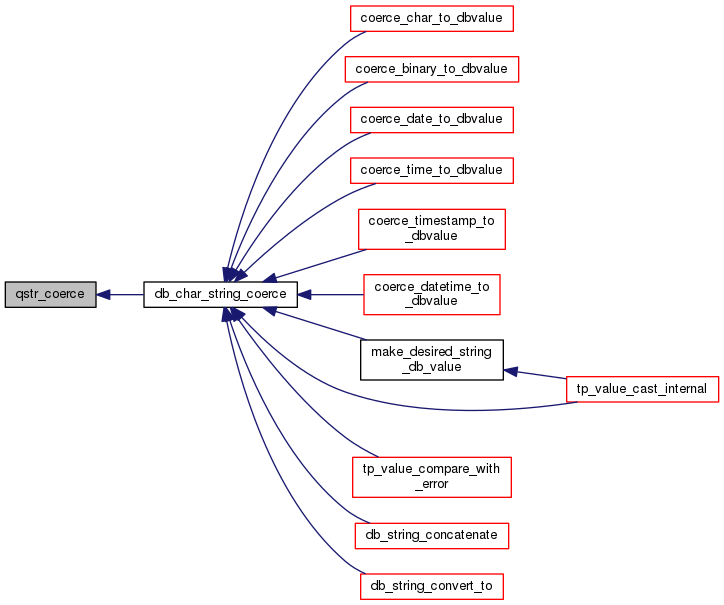 coerce_char_to_dbvalue
coerce_binary_to_dbvalue
coerce_date_to_dbvalue
coerce_time_to_dbvalue
coerce_timestamp_to
_dbvalue
qstr_coerce
db_char_string_coerce
coerce_datetime_to
_dbvalue
make_desired_string
_db_value
tp_value_cast_internal
tp_value_compare_with
_error
db_string_concatenate
db_string_convert_to